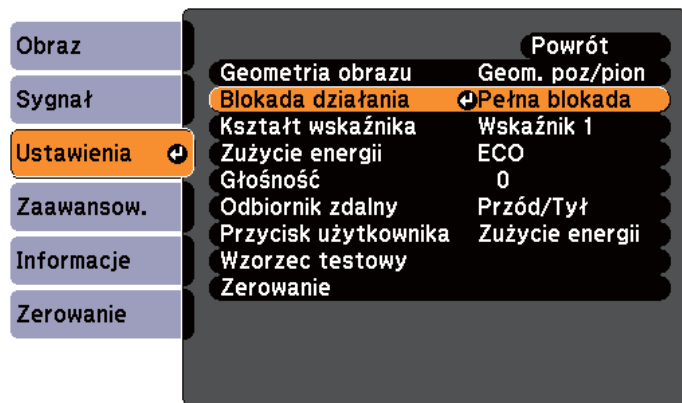 Obraz
Sygnał
Ustawienia
Zaawansow.
Informacje
Zerowanie
Powrót
Geometria obrazu Geom. poz/pion
Blokada działania Pełna blokada
Kształt wskaźnika Wskaźnik 1
Zużycie energii ECO
Głośność 0
Odbiornik zdalny Przód/Tył
Przycisk użytkownika Zużycie energii
Wzorzec testowy
Zerowanie